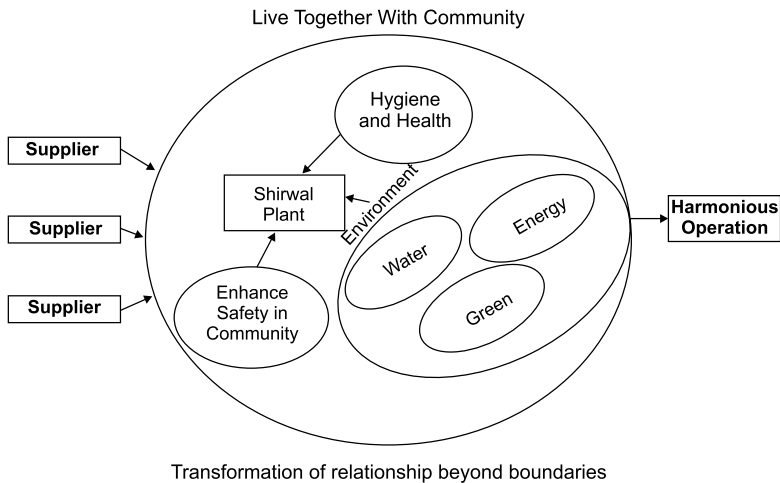 Live Together With Community
Hygiene
and Health
Supplier
Shirwal
Plant
Environment
Energy
Harmonious
Operation
Supplier
Water
Supplier
Enhance
Safety in
Community
Green
Transformation of relationship beyond boundaries